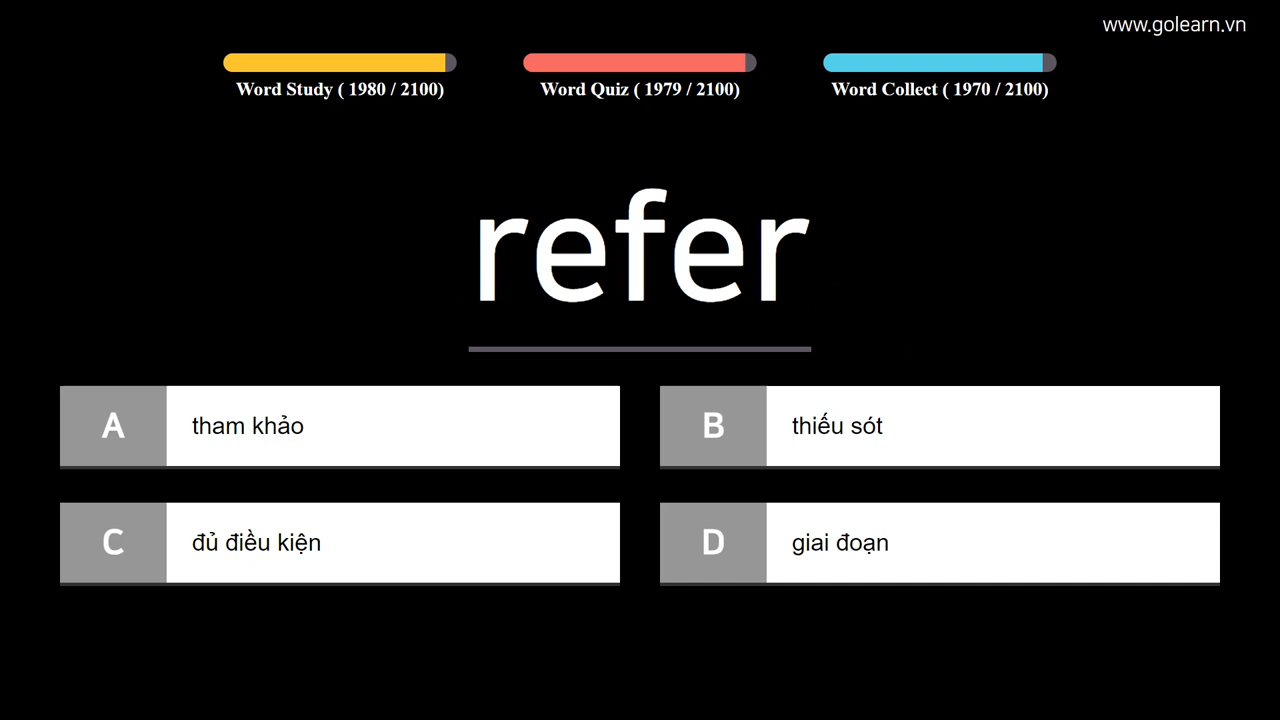 www.golearn.vn
Word Study ( 1980 / 2100)
Word Quiz ( 1979 / 2100)
Word Collect ( 1970 / 2100)
refer
A tham khảo
B thiếu sót
C đủ điều kiện
D giai đoạn